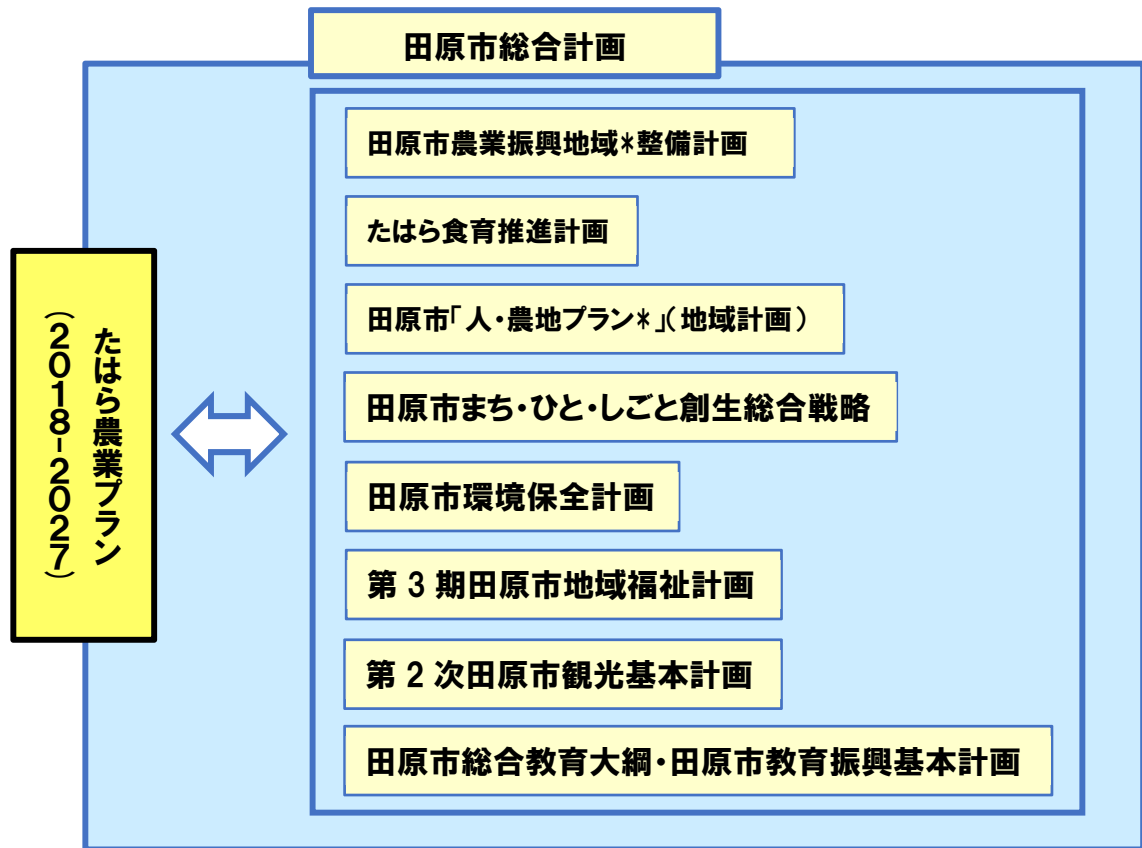 田原市総合計画
田原市農業振興地域*整備計画
たはら食育推進計画
田原市「人・農地プラン*」（地域計画）
田原市まち・ひと・しごと創生総合戦略
田原市環境保全計画
第３期田原市地域福祉計画
第２次田原市観光基本計画
田原市総合教育大綱・田原市教育振興基本計画
たはら農業プラン
（２０１８-２０２７）